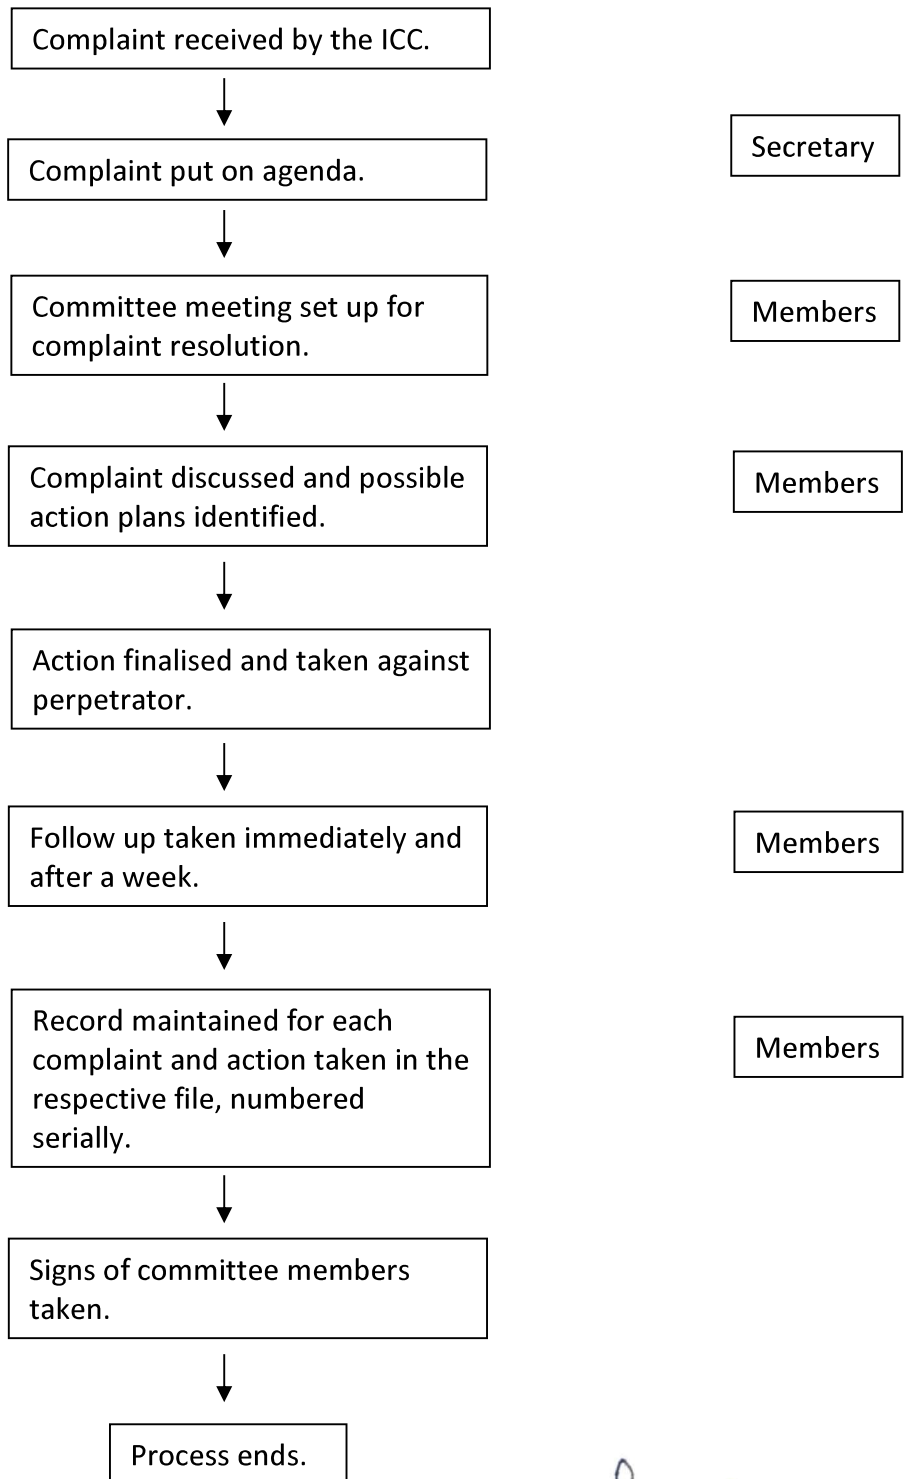 Complaint received by the ICC.
Complaint put on agenda.
Secretary
Committee meeting set up for
complaint resolution.
Members
Complaint discussed and possible
action plans identified.
Members
Action finalised and taken against
perpetrator.
Follow up taken immediately and
after a week.
Members
Record maintained for each
complaint and action taken in the
respective file, numbered
serially.
Members
Signs of committee members
taken.
Process ends.